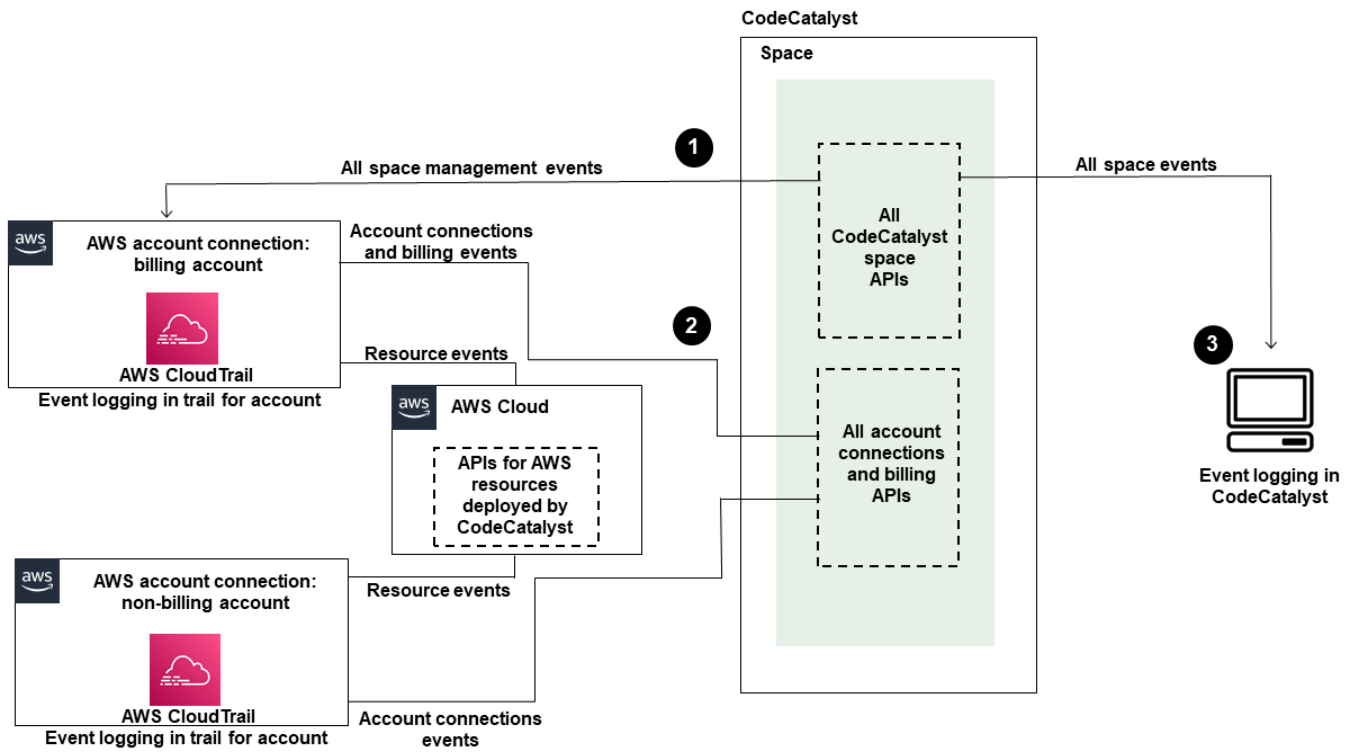 CodeCatalyst
Space
1
All space management events
All space events
All
CodeCatalyst
space
APIs
aws
AWS account connection:
billing account
AWS CloudTrail
Event logging in trail for account
Account connections
and billing events
2
Resource events
3
aws
AWS Cloud
APIs for AWS
resources
deployed by
CodeCatalyst
All account
connections
and billing
APIs
Event logging in
CodeCatalyst
aws
AWS account connection:
non-billing account
AWS CloudTrail
Event logging in trail for account
Resource events
Account connections
events